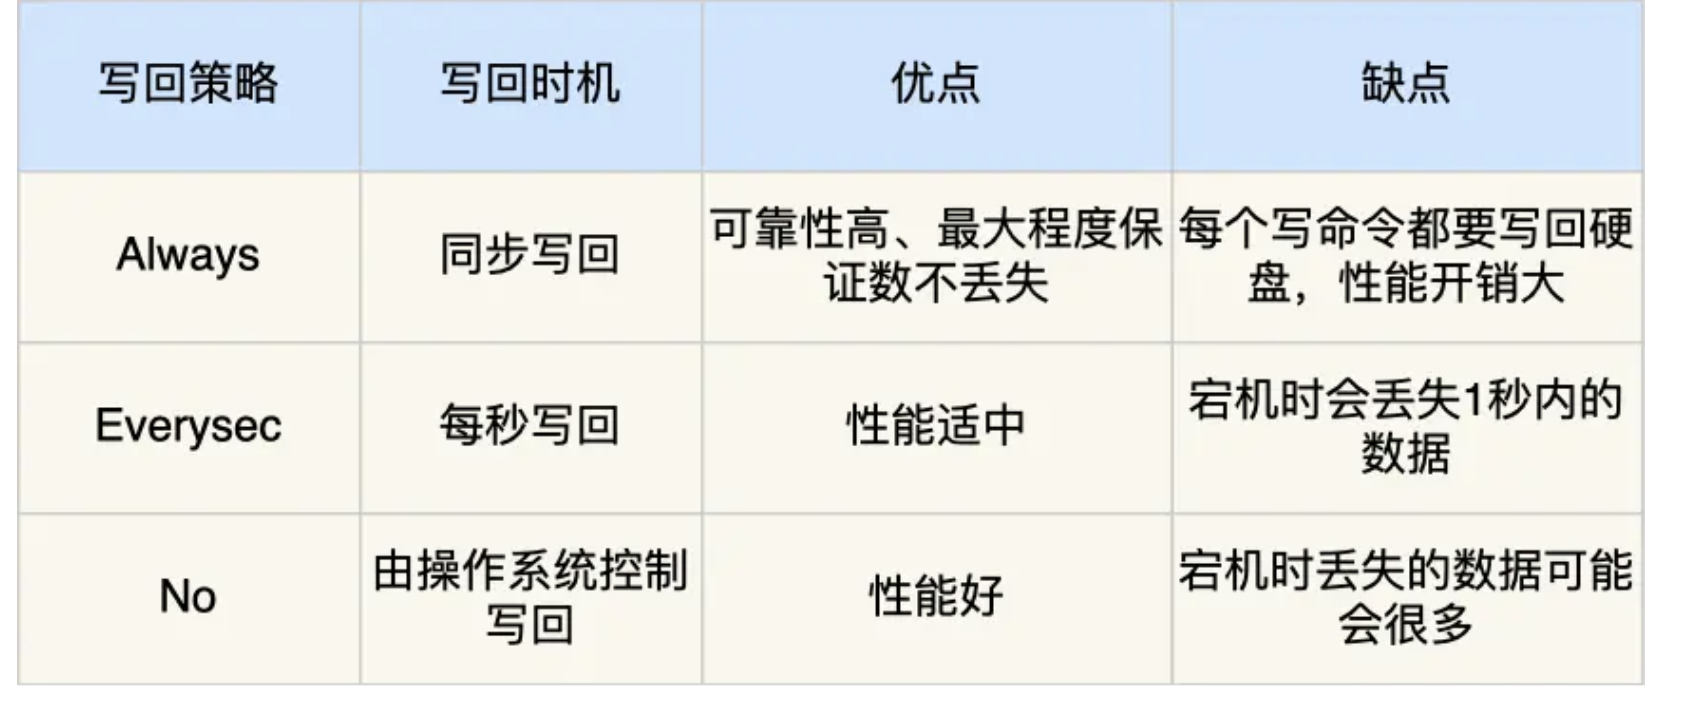 写回策略
写回时机
优点
缺点
Always
同步写回
可靠性高、最大程度保
证数不丢失
每个写命令都要写回硬
盘，性能开销大
Everysec
每秒写回
性能适中
宕机时会丢失1秒内的
数据
No
由操作系统控制
写回
性能好
宕机时丢失的数据可能
会很多